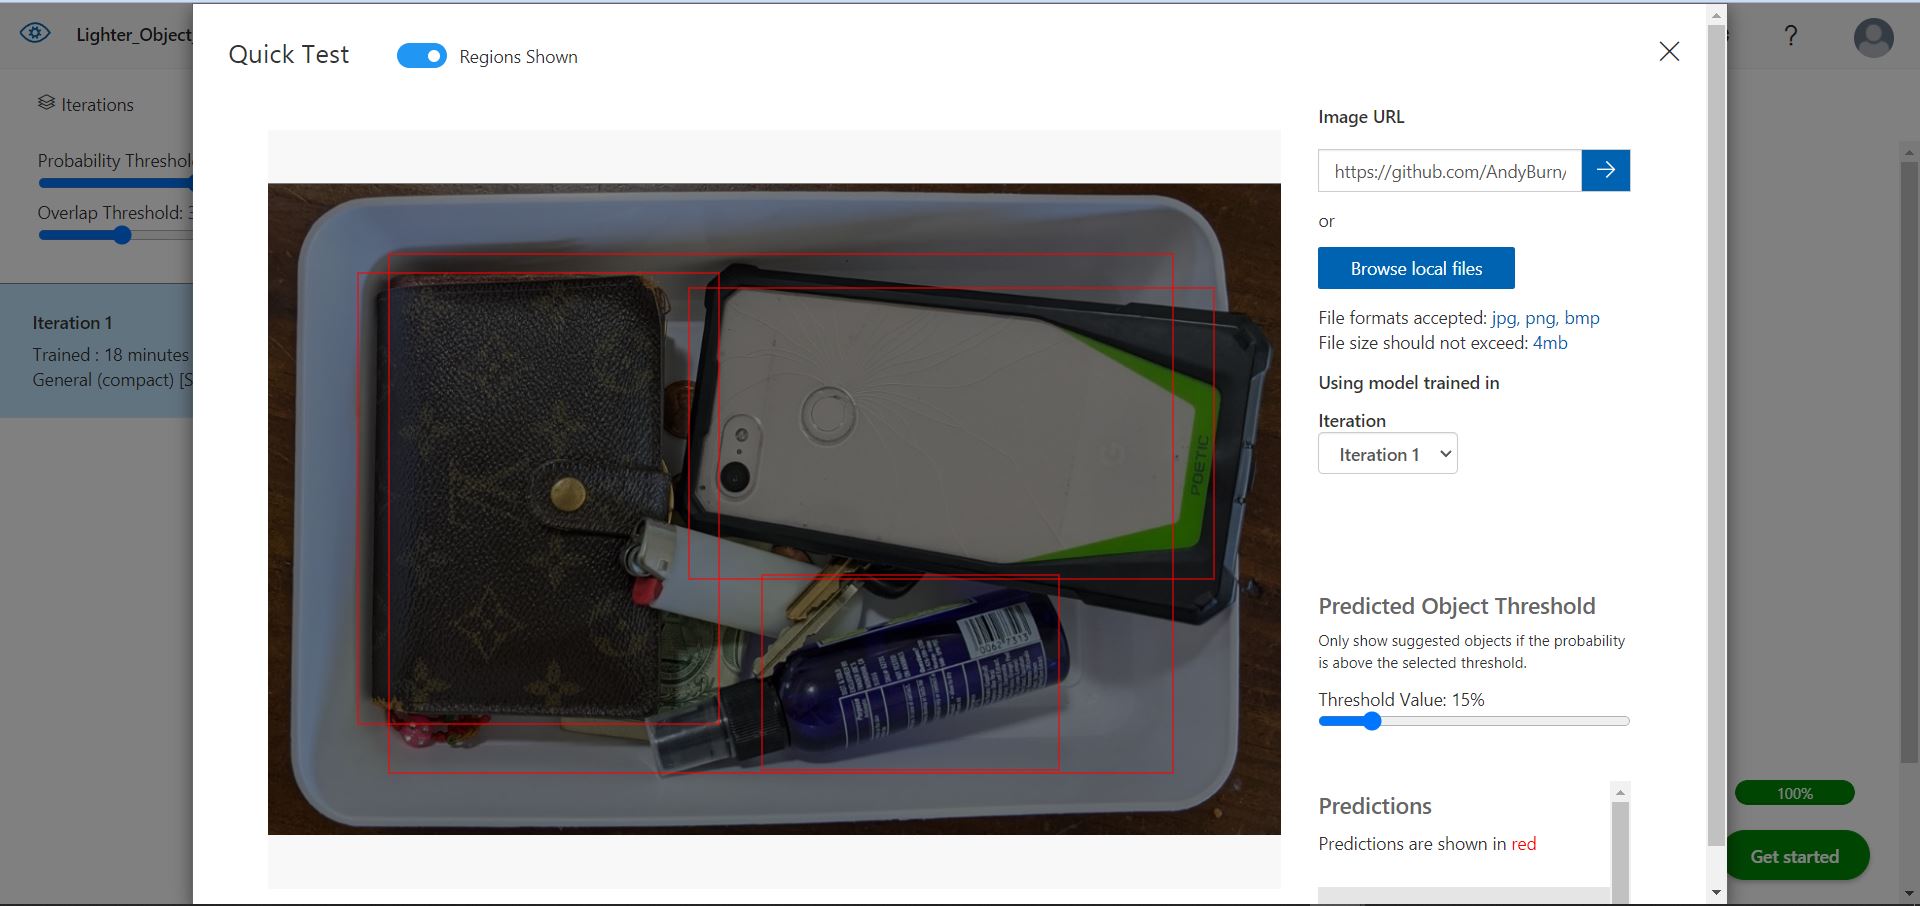 Lighter_Object_
Quick Test
Regions Shown
?
Iterations
Probability Threshol
Overlap Threshold: 3
Iteration 1
Trained : 18 minutes
General (compact) [S
POETIC
G
0062 7313
Image URL
https://github.com/AndyBurn/
or
Browse local files
File formats accepted: jpg, png, bmp
File size should not exceed: 4mb
Using model trained in
Iteration
Iteration 1
Predicted Object Threshold
Only show suggested objects if the probability
is above the selected threshold.
Threshold Value: 15%
Predictions
Predictions are shown in red
100%
Get started